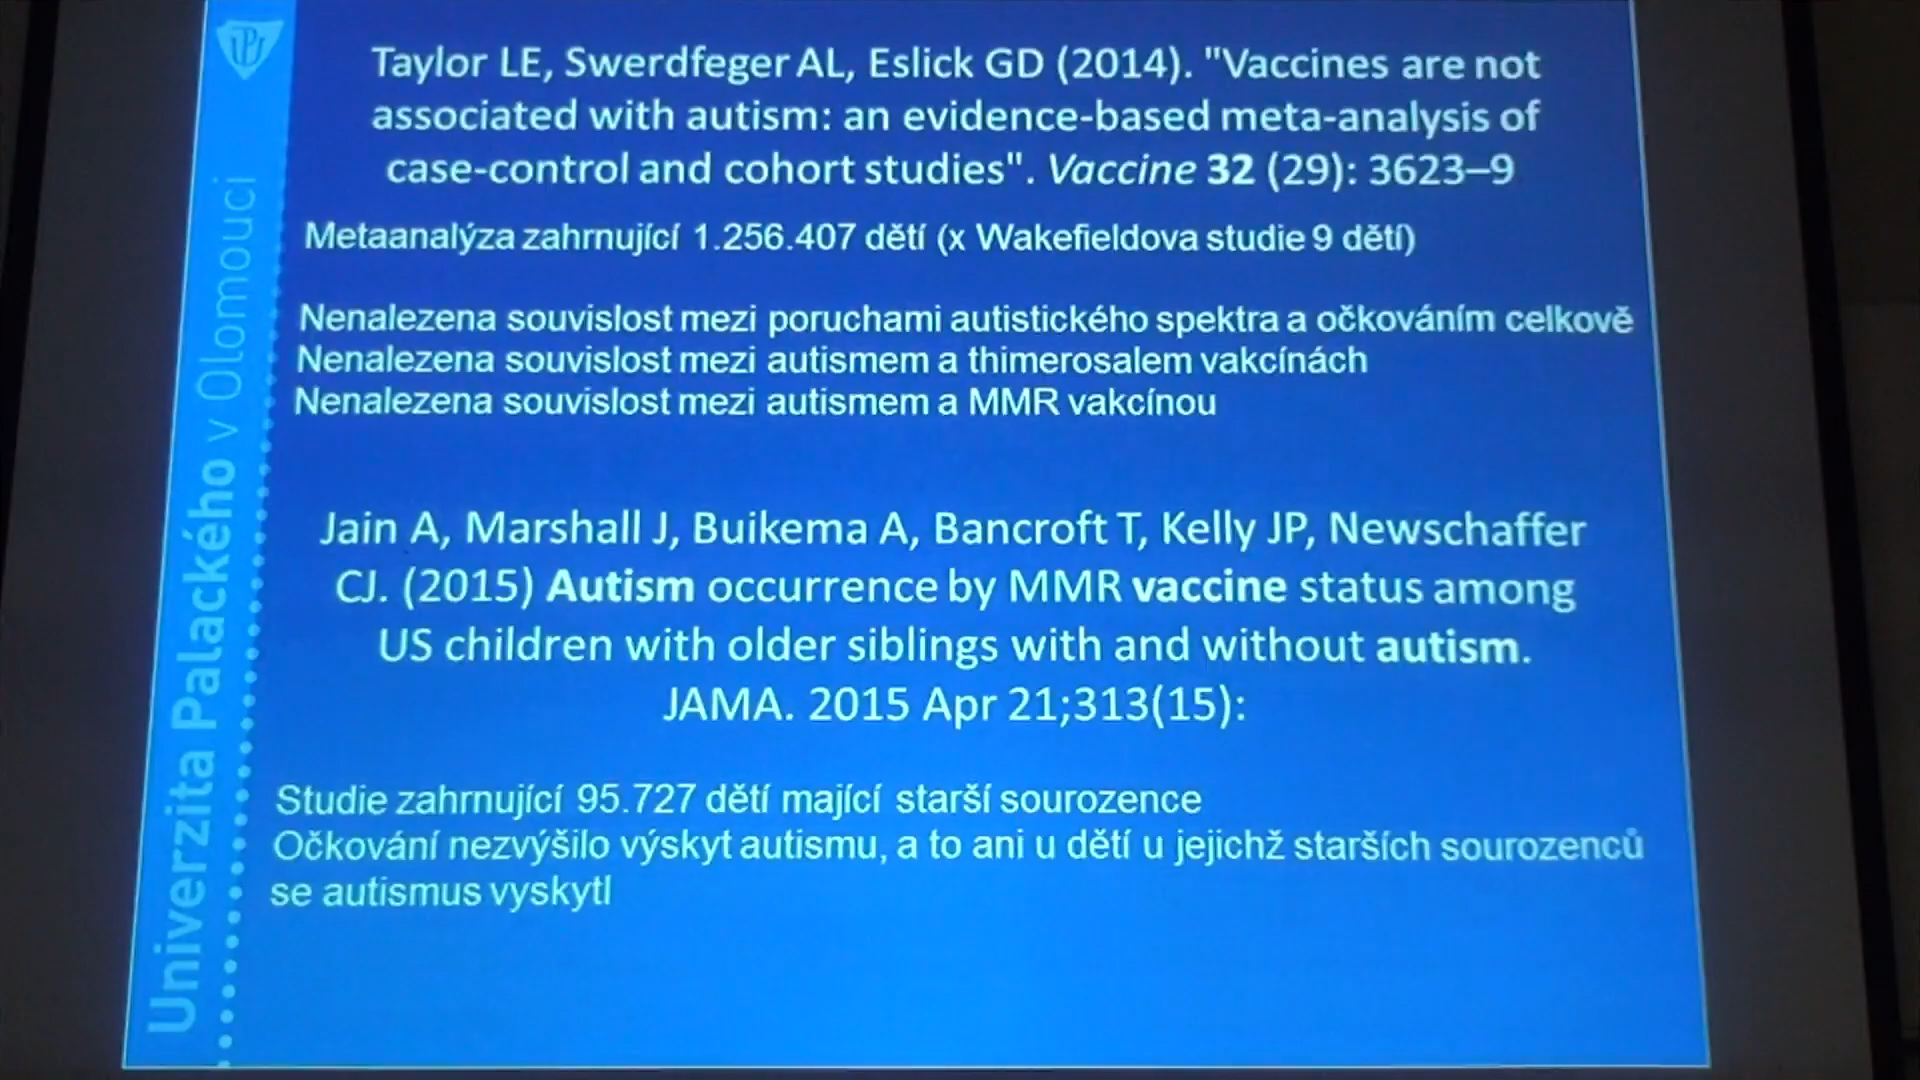 Univerzita Palackého v Olomouci
Taylor LE, Swerdfeger AL, Eslick GD (2014). "Vaccines are not
associated with autism: an evidence-based meta-analysis of
case-control and cohort studies". Vaccine 32 (29): 3623–9
Metaanalýza zahrnující 1.256.407 dětí (x Wakefieldova studie 9 dětí)
Nenalezena souvislost mezi poruchami autistického spektra a očkováním celkově
Nenalezena souvislost mezi autismem a thimerosalem vakcínách
Nenalezena souvislost mezi autismem a MMR vakcínou
Jain A, Marshall J, Buikema A, Bancroft T, Kelly JP, Newschaffer
CJ. (2015) Autism occurrence by MMR vaccine status among
US children with older siblings with and without autism.
JAMA. 2015 Apr 21;313(15):
Studie zahrnující 95.727 dětí mající starší sourozence
Očkování nezvýšilo výskyt autismu, a to ani u dětí u jejichž starších sourozenců
se autismus vyskytl